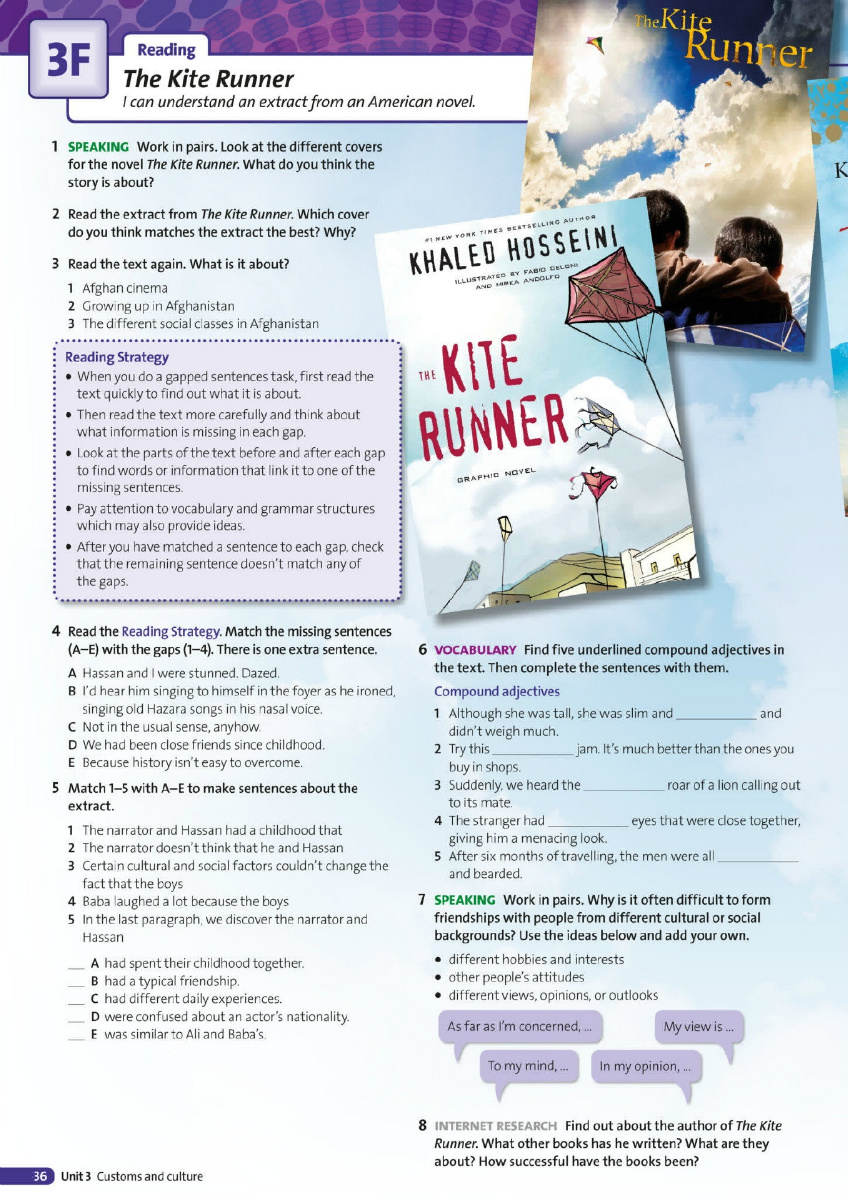 3F
Reading
The Kite Runner
I can understand an extract from an American novel.
1 SPEAKING Work in pairs. Look at the different covers
for the novel The Kite Runner. What do you think the
story is about?
2 Read the extract from The Kite Runner. Which cover
do you think matches the extract the best? Why?
3 Read the text again. What is it about?
1 Afghan cinema
2 Growing up in Afghanistan
3 The different social classes in Afghanistan
Reading Strategy
• When you do a gapped sentences task, first read the
text quickly to find out what it is about.
• Then read the text more carefully and think about
what information is missing in each gap.
• Look at the parts of the text before and after each gap
to find words or information that link it to one of the
missing sentences.
• Pay attention to vocabulary and grammar structures
which may also provide ideas.
• After you have matched a sentence to each gap, check
that the remaining sentence doesn't match any of
the gaps.
4 Read the Reading Strategy. Match the missing sentences
(A–E) with the gaps (1–4). There is one extra sentence.
A Hassan and I were stunned. Dazed.
B I'd hear him singing to himself in the foyer as he ironed,
singing old Hazara songs in his nasal voice.
C Not in the usual sense, anyhow.
D We had been close friends since childhood.
E Because history isn't easy to overcome.
5 Match 1–5 with A–E to make sentences about the
extract.
1 The narrator and Hassan had a childhood that
2 The narrator doesn't think that he and Hassan
3 Certain cultural and social factors couldn't change the
fact that the boys
4 Baba laughed a lot because the boys
5 In the last paragraph, we discover the narrator and
Hassan
__ A had spent their childhood together.
__ B had a typical friendship.
__ C had different daily experiences.
__ D were confused about an actor's nationality.
__ E was similar to Ali and Baba's.
The Kite
Runner
K
#1 NEW YORK TIMES BESTSELLING AUTHOR
KHALED HOSSEINI
ILLUSTRATED BY FABIO CELONI
AND MIRKA ANDOLFO
THE KITE
RUNNER
GRAPHIC NOVEL
6 VOCABULARY Find five underlined compound adjectives in
the text. Then complete the sentences with them.
Compound adjectives
1 Although she was tall, she was slim and ____________ and
didn't weigh much.
2 Try this ____________ jam. It's much better than the ones you
buy in shops.
3 Suddenly, we heard the ____________ roar of a lion calling out
to its mate.
4 The stranger had ____________ eyes that were close together,
giving him a menacing look.
5 After six months of travelling, the men were all ____________
and bearded.
7 SPEAKING Work in pairs. Why is it often difficult to form
friendships with people from different cultural or social
backgrounds? Use the ideas below and add your own.
• different hobbies and interests
• other people's attitudes
• different views, opinions, or outlooks
As far as I'm concerned, ...
My view is ...
To my mind, ...
In my opinion, ...
8 INTERNET RESEARCH Find out about the author of The Kite
Runner. What other books has he written? What are they
about? How successful have the books been?
36 Unit 3 Customs and culture